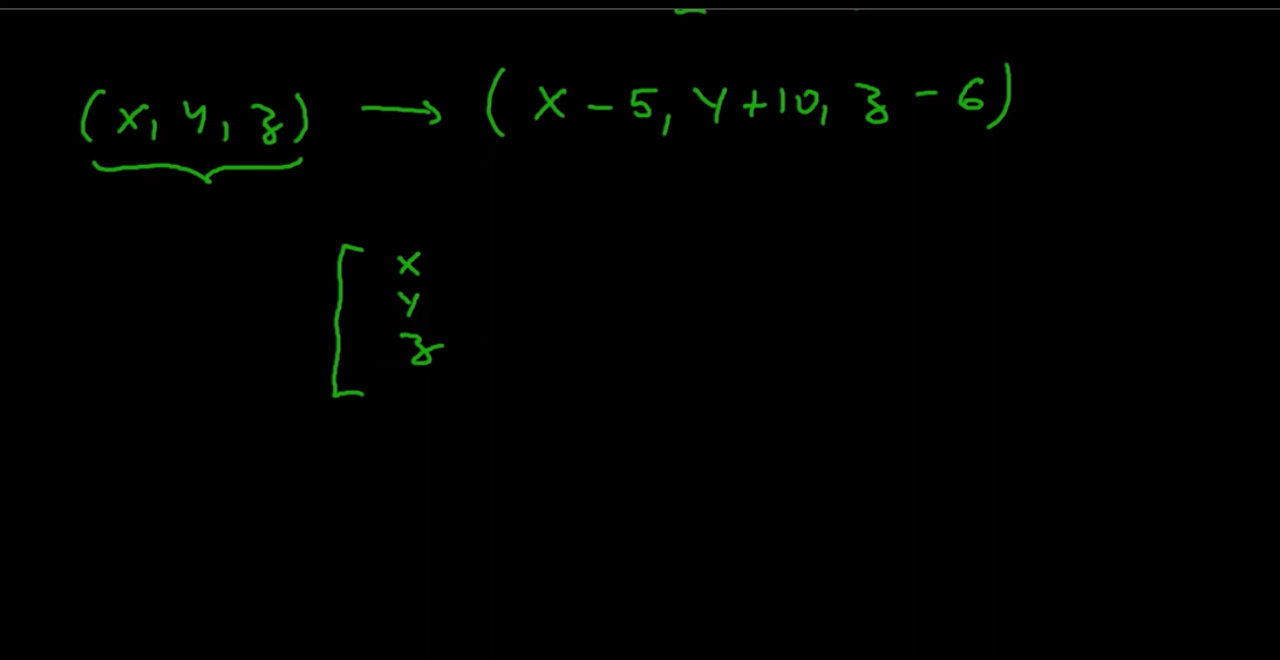 (x, y, z) → (x - 5, y + 10, z - 6)
[ x
y
z